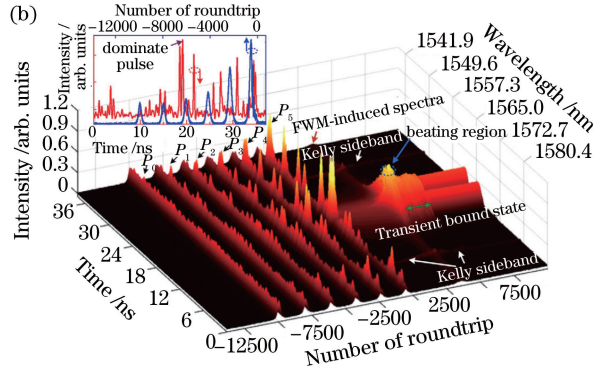 (b)
Number of roundtrip
−12000 −8000 −4000 0
Intensity /
arb. units
dominate
pulse
0 10 20 30
Time /ns
Intensity /arb. units
1.2
0.9
0.6
0.3
0
P0
P1
P2
P3
P4
P5
FWM-induced spectra
Kelly sideband
beating region
Transient bound state
Kelly sideband
Wavelength /nm
1541.9
1549.6
1557.3
1565.0
1572.7
1580.4
36
30
24
18
12
6
0
Time /ns
−12500
−7500
−2500
2500
7500
Number of roundtrip